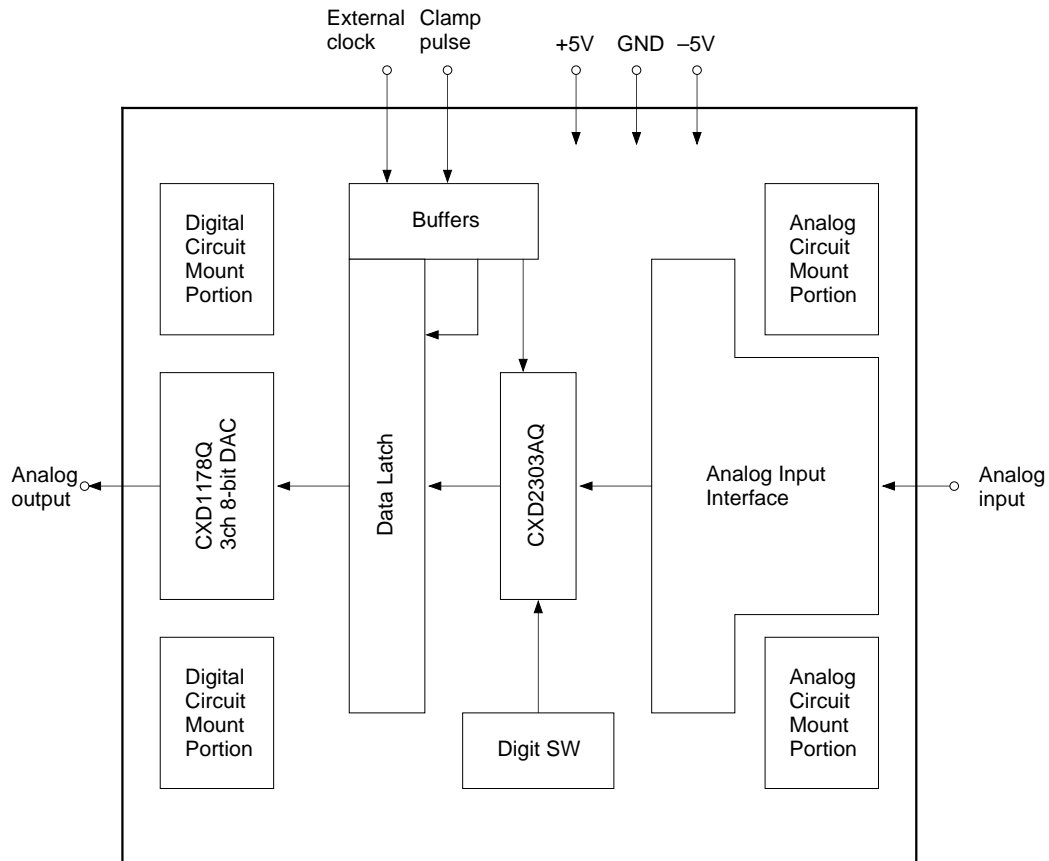 External clock
Clamp pulse
+5V
GND
–5V
Digital
Circuit
Mount
Portion
Buffers
Analog
Circuit
Mount
Portion
Analog
output
CXD1178Q
3ch 8-bit DAC
Data Latch
CXD2303AQ
Analog Input
Interface
Analog
input
Digital
Circuit
Mount
Portion
Digit SW
Analog
Circuit
Mount
Portion